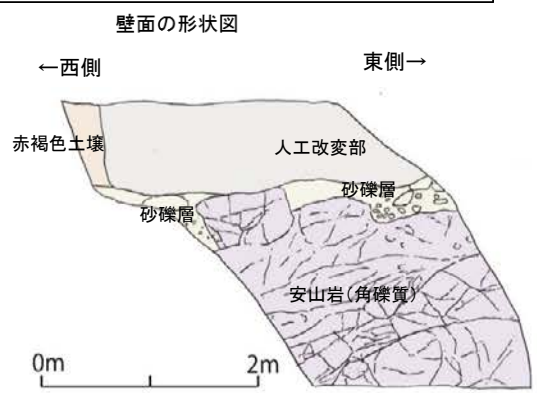 壁面の形状図
←西側
東側→
赤褐色土壌
人工改変部
砂礫層
砂礫層
安山岩(角礫質)
0m
2m